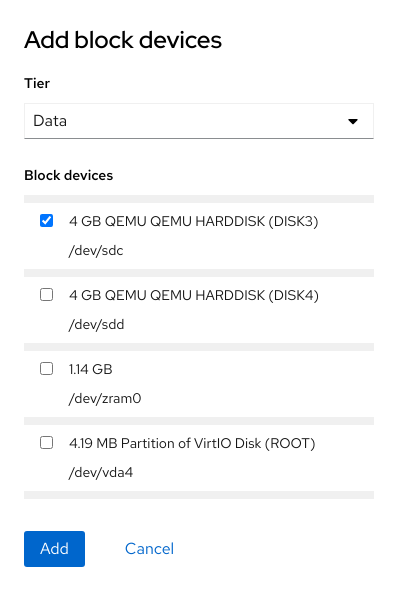 Add block devices
Tier
Data
Block devices
4 GB QEMU QEMU HARDDISK (DISK3)
/dev/sdc
4 GB QEMU QEMU HARDDISK (DISK4)
/dev/sdd
1.14 GB
/dev/zram0
4.19 MB Partition of VirtIO Disk (ROOT)
/dev/vda4
Add Cancel